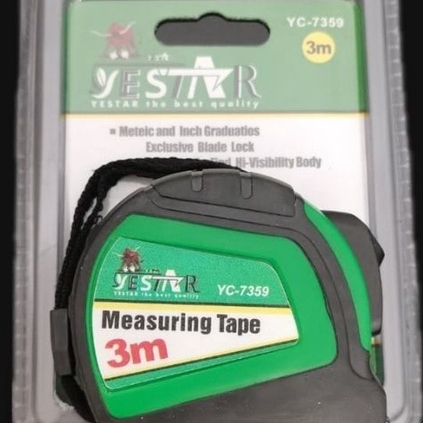 YC-7359
3m
YESTAR
YESTAR the best quality
Meteic and Inch Graduatios
Exclusive Blade Lock
Hi-Visibility Body
YESTAR
YESTAR the best quality
YC-7359
Measuring Tape
3m